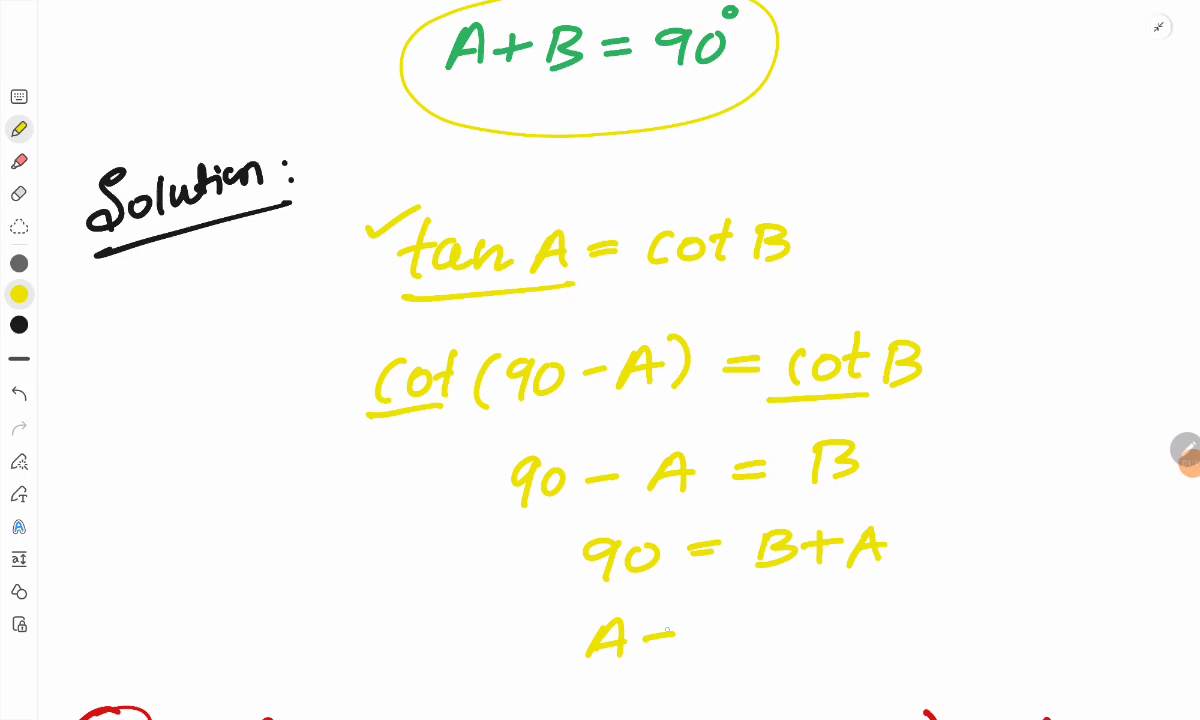 A + B = 90°
Solution :
tan A = cot B
cot (90 - A) = cot B
90 - A = B
90 = B + A
A -